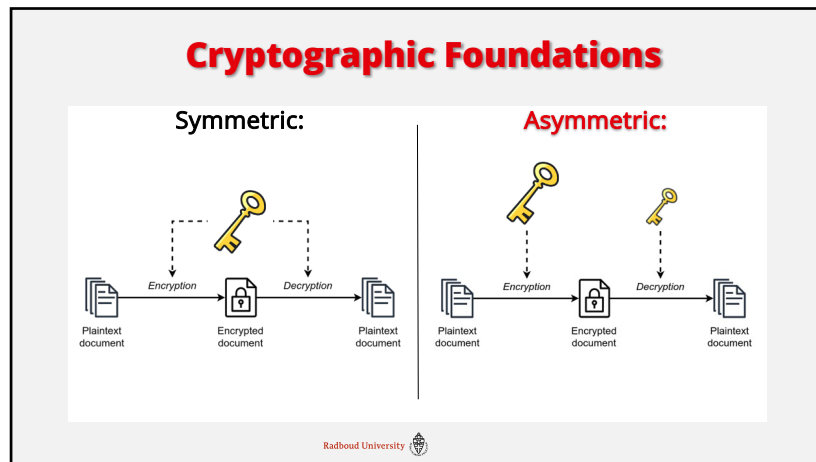 Cryptographic Foundations
Symmetric:
Encryption
Decryption
Plaintext
document
Encrypted
document
Plaintext
document
Asymmetric:
Encryption
Decryption
Plaintext
document
Encrypted
document
Plaintext
document
Radboud University